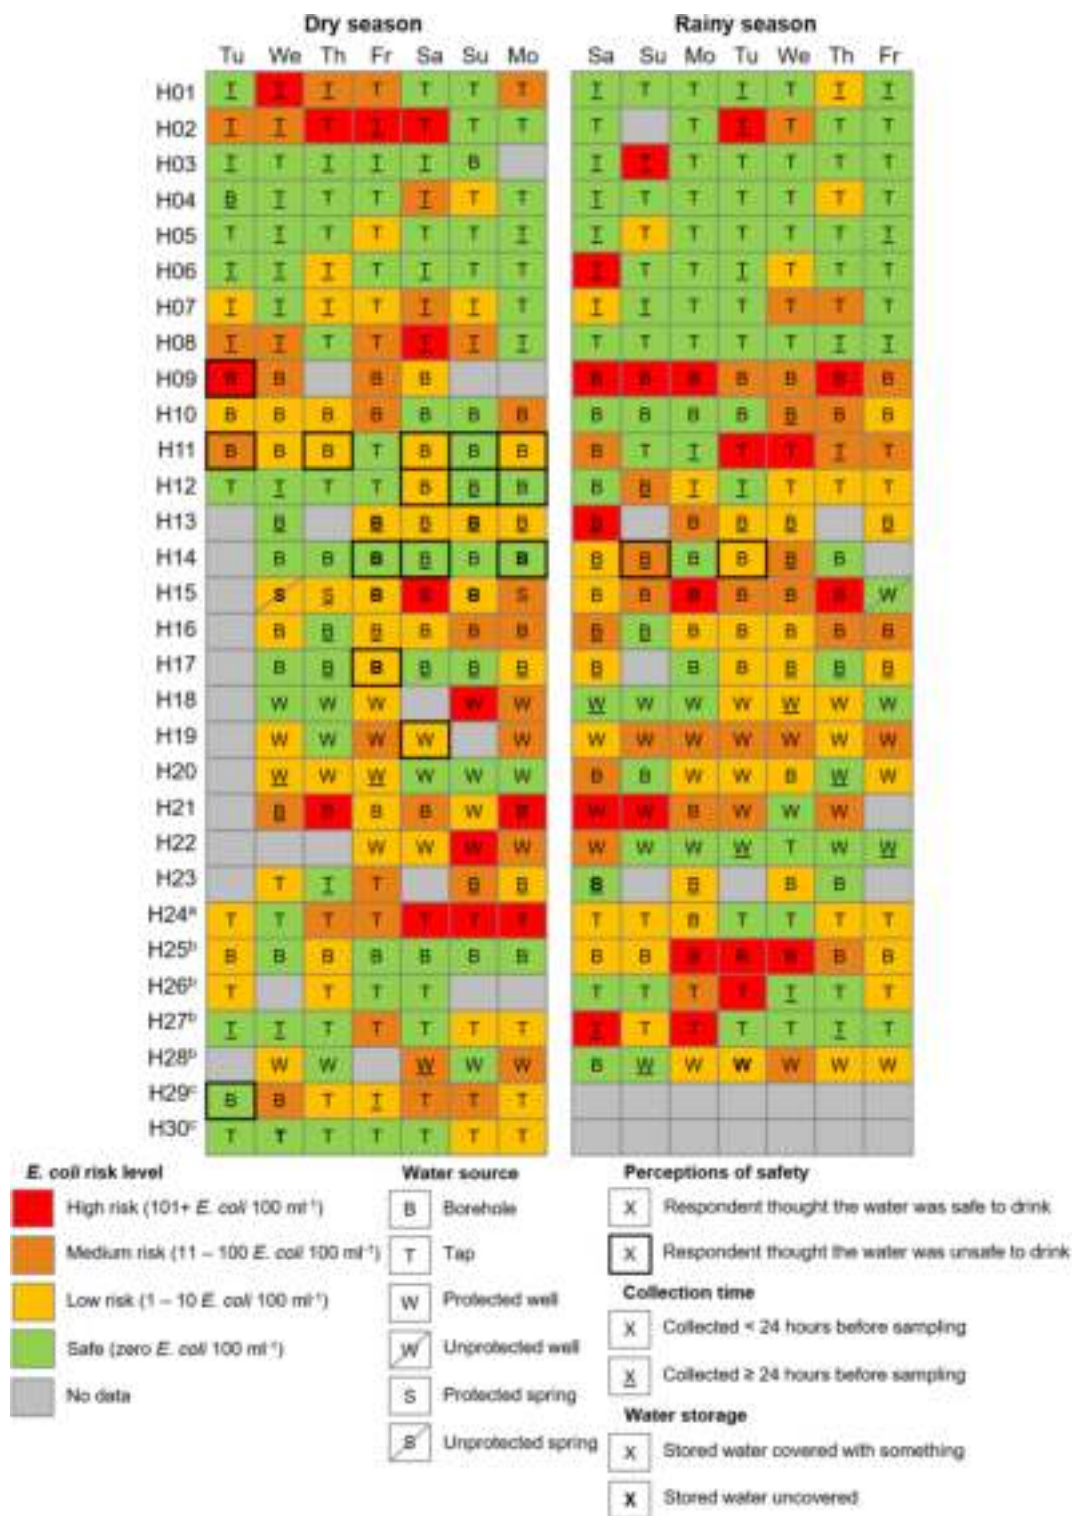 Dry season Rainy season
Tu We Th Fr Sa Su Mo Sa Su Mo Tu We Th Fr
H01 T T T T T T T T T T T T T T
H02 T T T T T T T T T T T T T
H03 T T T T T B T T T T T T T
H04 B T T T T T T T T T T T T T
H05 T T T T T T T T T T T T T T
H06 T T T T T T T T T T T T T T
H07 T T T T T T T T T T T T T T
H08 T T T T T T T T T T T T T T
H09 B B B B B B B B B B B
H10 B B B B B B B B B B B B B B
H11 B B B T B B B B T T T T T T
H12 T T T T B B B B B T T T T T
H13 B B B B B B B B B B
H14 B B B B B B B B B B B B
H15 S S B S B S B B B B B B W
H16 B B B B B B B B B B B B B
H17 B B B B B B B B B B B B
H18 W W W W W W W W W W W W
H19 W W W W W W W W W W W W
H20 W W W W W W B B W W B W W
H21 B B B B W B W W B W W W
H22 W W W W W W W W T W W
H23 T T T B B B B B B
H24ᵃ T T T T T T T T T B T T T T
H25ᵇ B B B B B B B B B B B B B B
H26ᵇ T T T T T T T T T T T
H27ᵇ T T T T T T T T T T T T T T
H28ᵇ W W W W W B W W W W W W
H29ᶜ B B T T T T T
H30ᶜ T T T T T T T
E. coli risk level
High risk (101+ E. coli 100 ml⁻¹)
Medium risk (11 – 100 E. coli 100 ml⁻¹)
Low risk (1 – 10 E. coli 100 ml⁻¹)
Safe (zero E. coli 100 ml⁻¹)
No data
Water source
B Borehole
T Tap
W Protected well
W Unprotected well
S Protected spring
S Unprotected spring
Perceptions of safety
X Respondent thought the water was safe to drink
X Respondent thought the water was unsafe to drink
Collection time
X Collected < 24 hours before sampling
X Collected ≥ 24 hours before sampling
Water storage
X Stored water covered with something
X Stored water uncovered